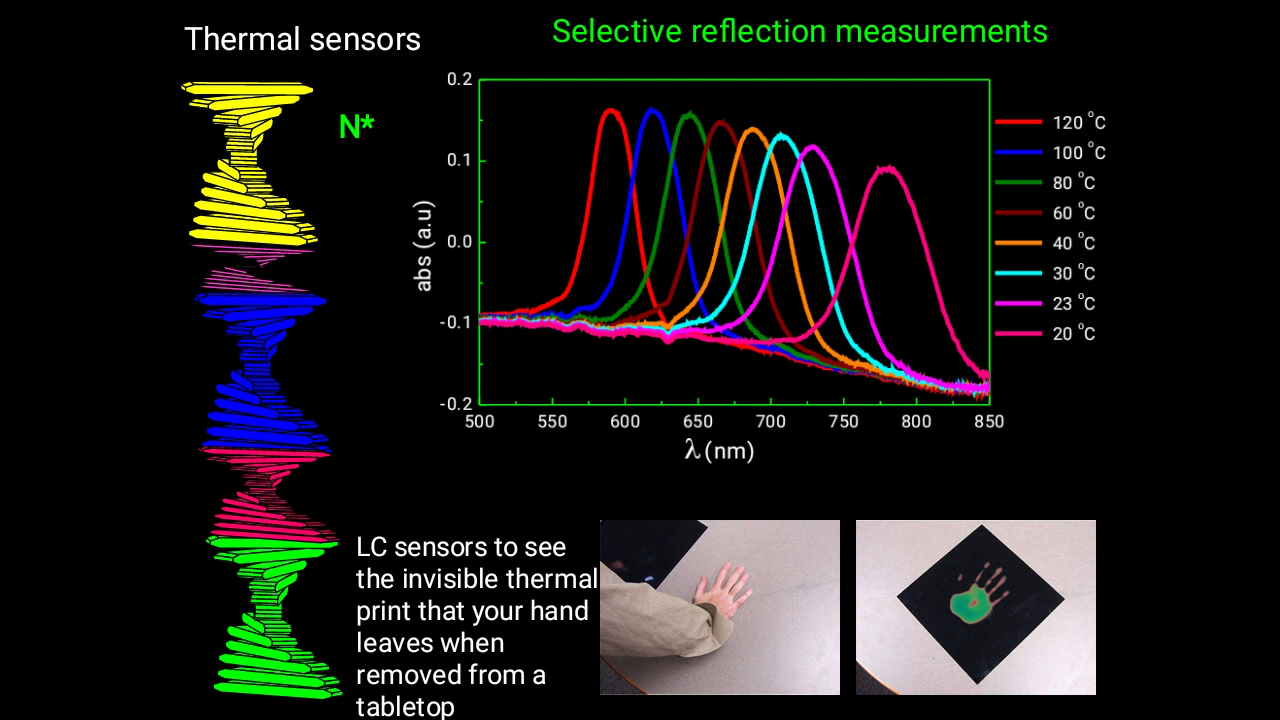 Thermal sensors
Selective reflection measurements
N*
0.2
0.1
0.0
-0.1
-0.2
abs (a.u)
500 550 600 650 700 750 800 850
λ (nm)
120 °C
100 °C
80 °C
60 °C
40 °C
30 °C
23 °C
20 °C
LC sensors to see
the invisible thermal
print that your hand
leaves when
removed from a
tabletop